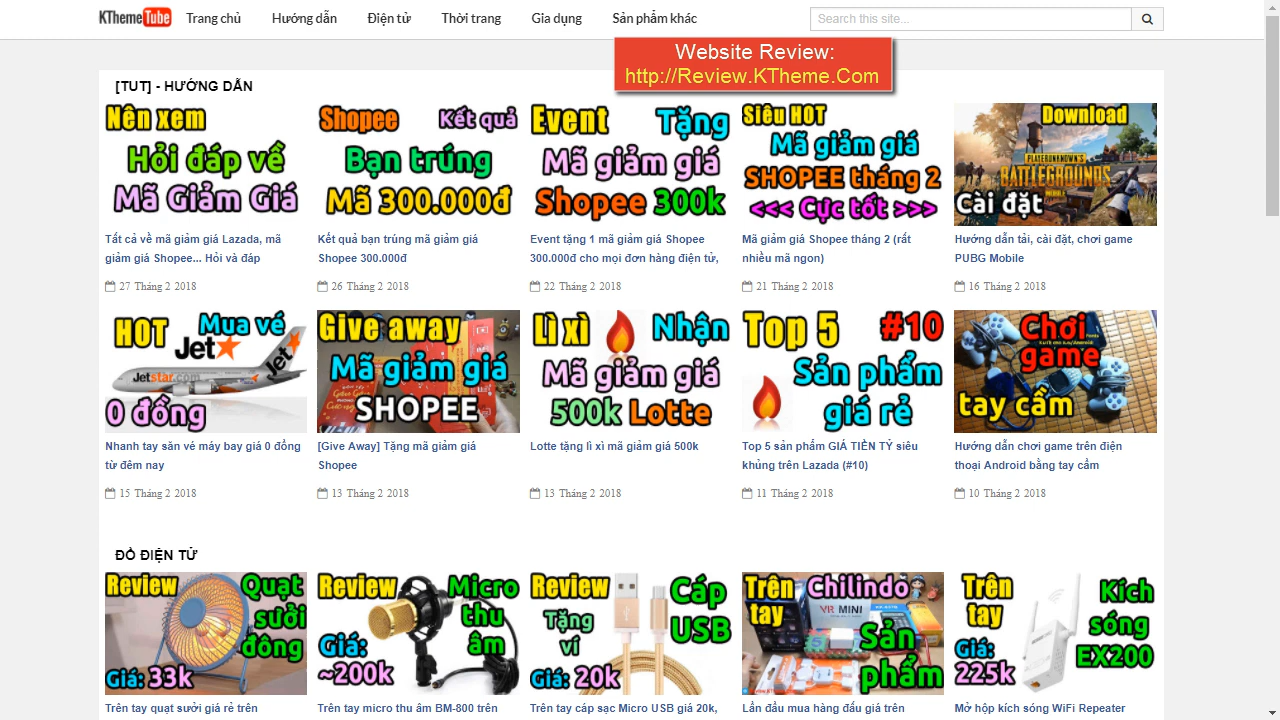 KThemeTube
Trang chủ
Hướng dẫn
Điện tử
Thời trang
Gia dụng
Sản phẩm khác
Search this site...
Website Review:
http://Review.KTheme.Com
[TUT] - HƯỚNG DẪN
Nên xem
Hỏi đáp về
Mã Giảm Giá
Shopee Kết quả
Bạn trúng
Mã 300.000đ
Event Tặng
Mã giảm giá
Shopee 300k
Siêu HOT
Mã giảm giá
SHOPEE tháng 2
<<< Cực tốt >>>
Download
PLAYERUNKNOWN'S
BATTLEGROUNDS
MOBILE
Cài đặt
Tất cả về mã giảm giá Lazada, mã
giảm giá Shopee... Hỏi và đáp
Kết quả bạn trúng mã giảm giá
Shopee 300.000đ
Event tặng 1 mã giảm giá Shopee
300.000đ cho mọi đơn hàng điện tử,
Mã giảm giá Shopee tháng 2 (rất
nhiều mã ngon)
Hướng dẫn tải, cài đặt, chơi game
PUBG Mobile
27 Tháng 2 2018
26 Tháng 2 2018
22 Tháng 2 2018
21 Tháng 2 2018
16 Tháng 2 2018
HOT Mua vé
Jet
Jet
Jetstar.com
0 đồng
Give away
Mã giảm giá
SHOPEE
Lì xì Nhận
Mã giảm giá
500k Lotte
Top 5 #10
Sản phẩm
giá rẻ
Chơi
game
tay cầm
Nhanh tay săn vé máy bay giá 0 đồng
từ đêm nay
[Give Away] Tặng mã giảm giá
Shopee
Lotte tặng lì xì mã giảm giá 500k
Top 5 sản phẩm GIÁ TIỀN TỶ siêu
khủng trên Lazada (#10)
Hướng dẫn chơi game trên điện
thoại Android bằng tay cầm
15 Tháng 2 2018
13 Tháng 2 2018
13 Tháng 2 2018
11 Tháng 2 2018
10 Tháng 2 2018
ĐỒ ĐIỆN TỬ
Review Quạt
sưởi
đông
Giá: 33k
Review Micro
thu
âm
Giá:
~200k
Review Cáp
USB
Tặng
ví
Giá: 20k
Trên
tay
Chilindo
VR MINI
Sản
phẩm
Trên
tay
Kích
sóng
EX200
Giá:
225k
Trên tay quạt sưởi giá rẻ trên
Trên tay micro thu âm BM-800 trên
Trên tay cáp sạc Micro USB giá 20k,
Lần đầu mua hàng đấu giá trên
Mở hộp kích sóng WiFi Repeater